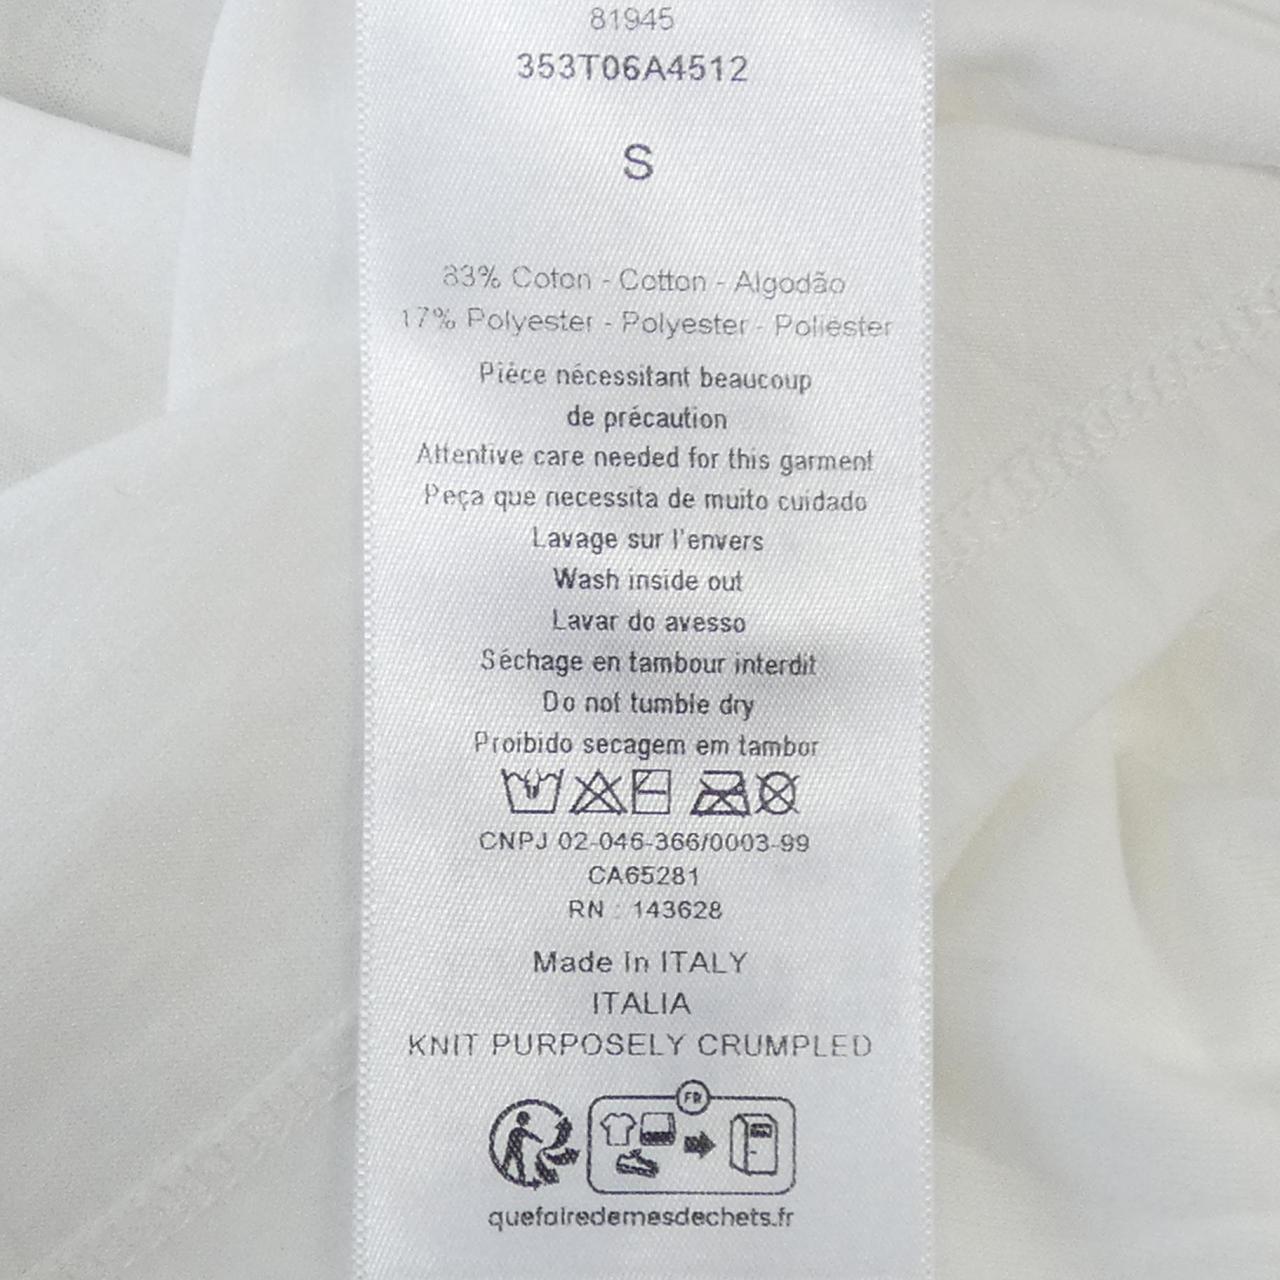 81945
353T06A4512
S
83% Coton - Cotton - Algodão
17% Polyester - Polyester - Poliéster
Pièce nécessitant beaucoup
de précaution
Attentive care needed for this garment
Peça que necessita de muito cuidado
Lavage sur l'envers
Wash inside out
Lavar do avesso
Séchage en tambour interdit
Do not tumble dry
Proibido secagem em tambor
CNPJ 02-046-366/0003-99
CA65281
RN : 143628
Made in ITALY
ITALIA
KNIT PURPOSELY CRUMPLED
FR
quefairedemesdechets.fr